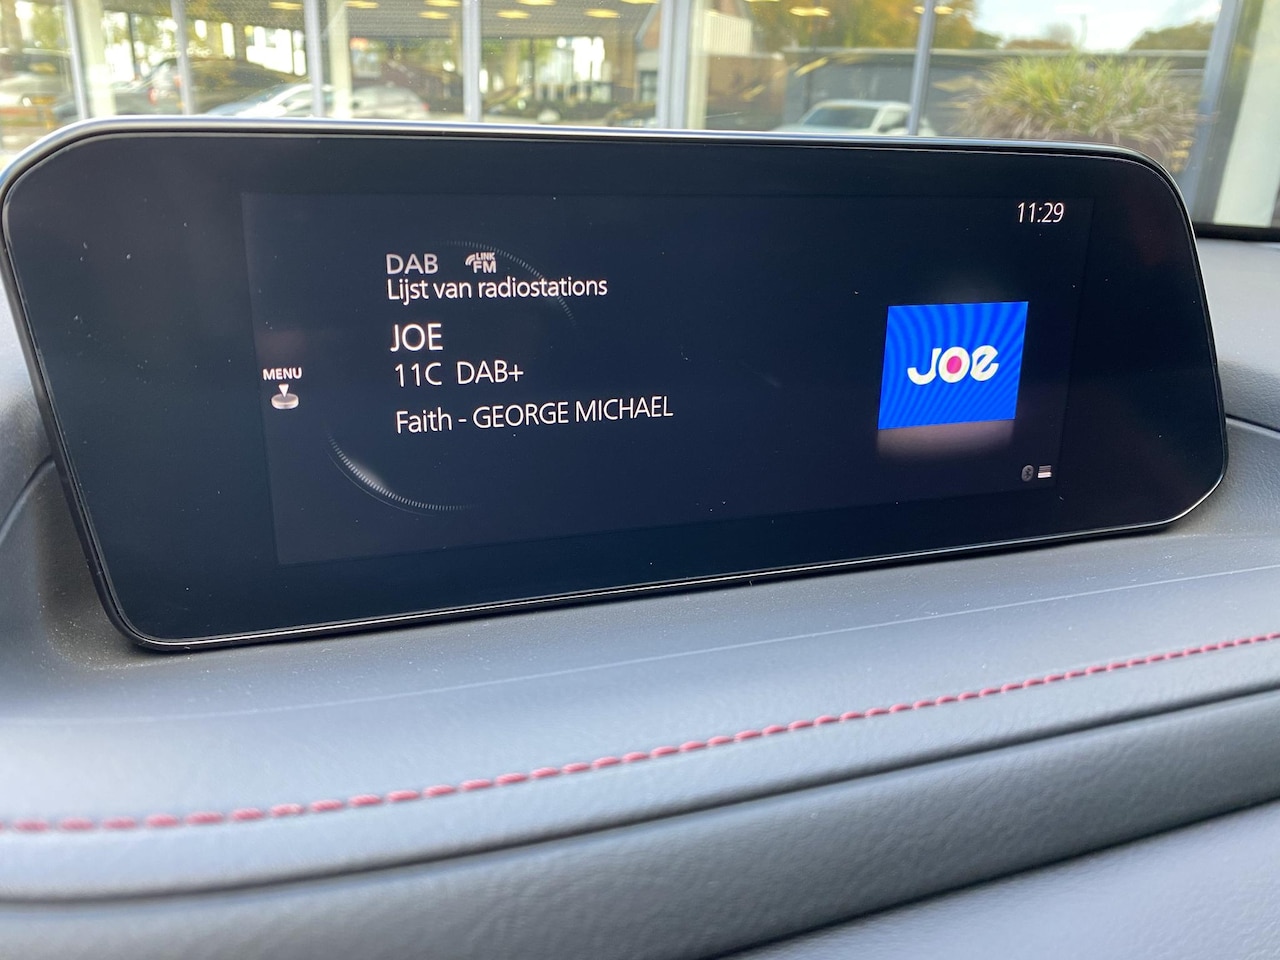 11:29
DAB LINK FM
Lijst van radiostations
JOE
11C DAB+
Faith - GEORGE MICHAEL
MENU
JOe